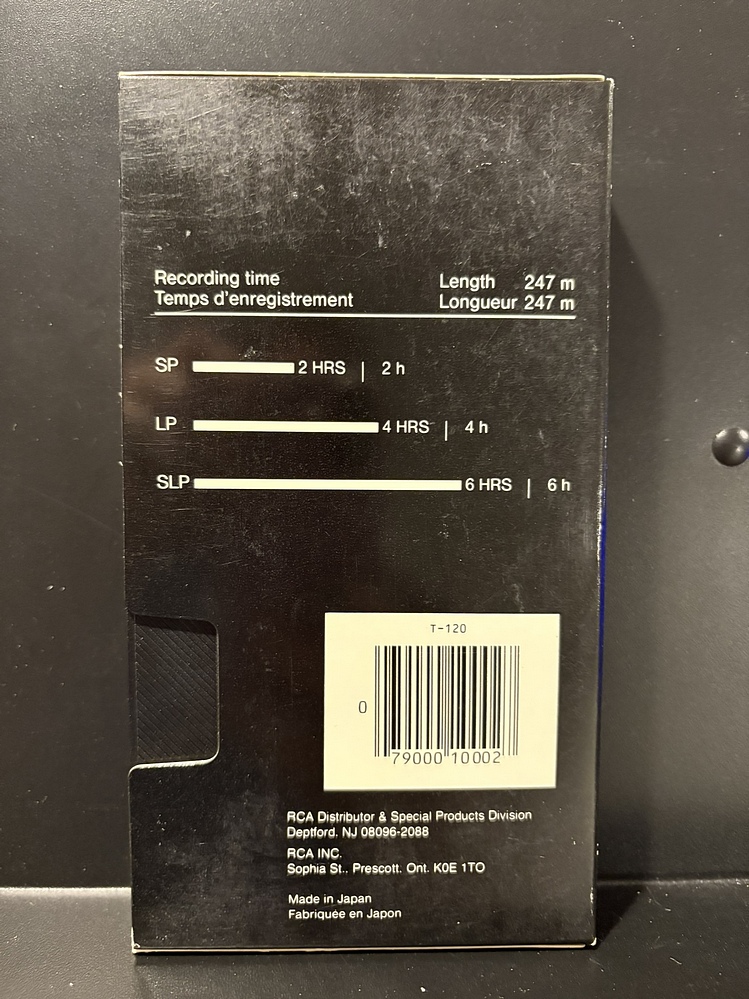 Recording time Length 247 m
Temps d'enregistrement Longueur 247 m
SP 2 HRS | 2 h
LP 4 HRS | 4 h
SLP 6 HRS | 6 h
T-120
0 79000 10002
RCA Distributor & Special Products Division
Deptford, NJ 08096-2088
RCA INC.
Sophia St., Prescott, Ont. K0E 1TO
Made in Japan
Fabriquée en Japon